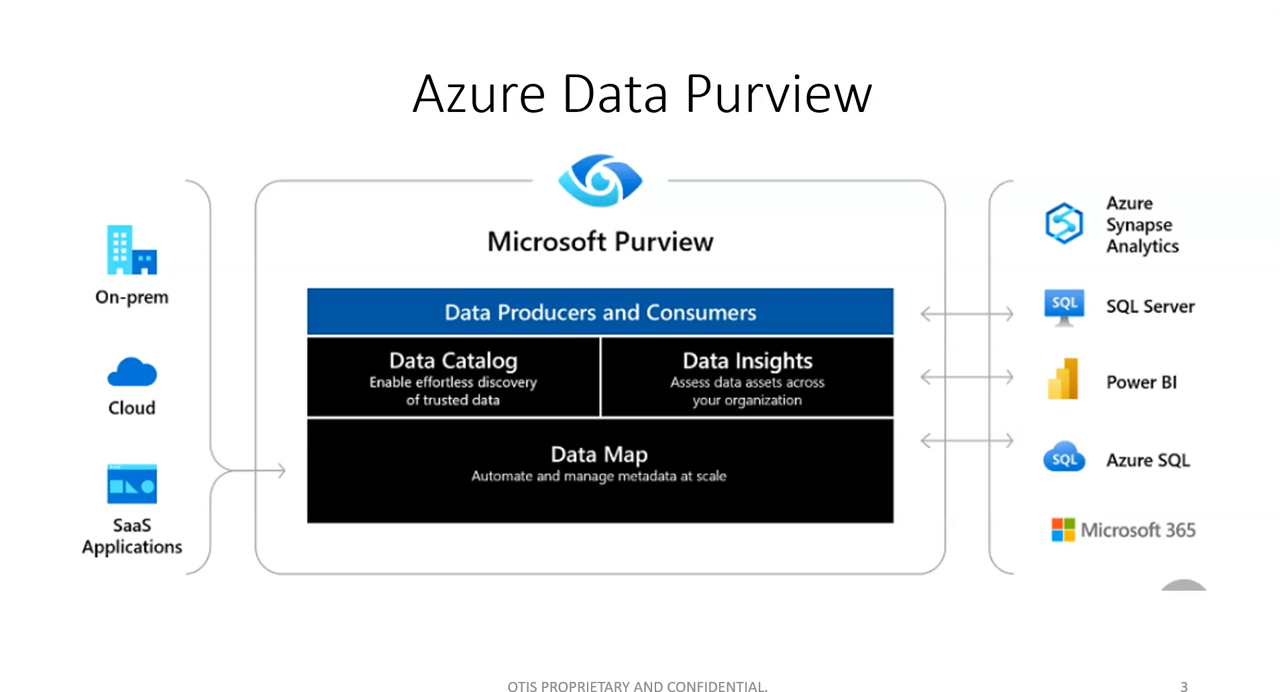 Azure Data Purview
On-prem
Cloud
SaaS
Applications
Microsoft Purview
Data Producers and Consumers
Data Catalog
Enable effortless discovery
of trusted data
Data Insights
Assess data assets across
your organization
Data Map
Automate and manage metadata at scale
Azure
Synapse
Analytics
SQL
SQL Server
Power BI
SQL
Azure SQL
Microsoft 365
OTIS PROPRIETARY AND CONFIDENTIAL.
3